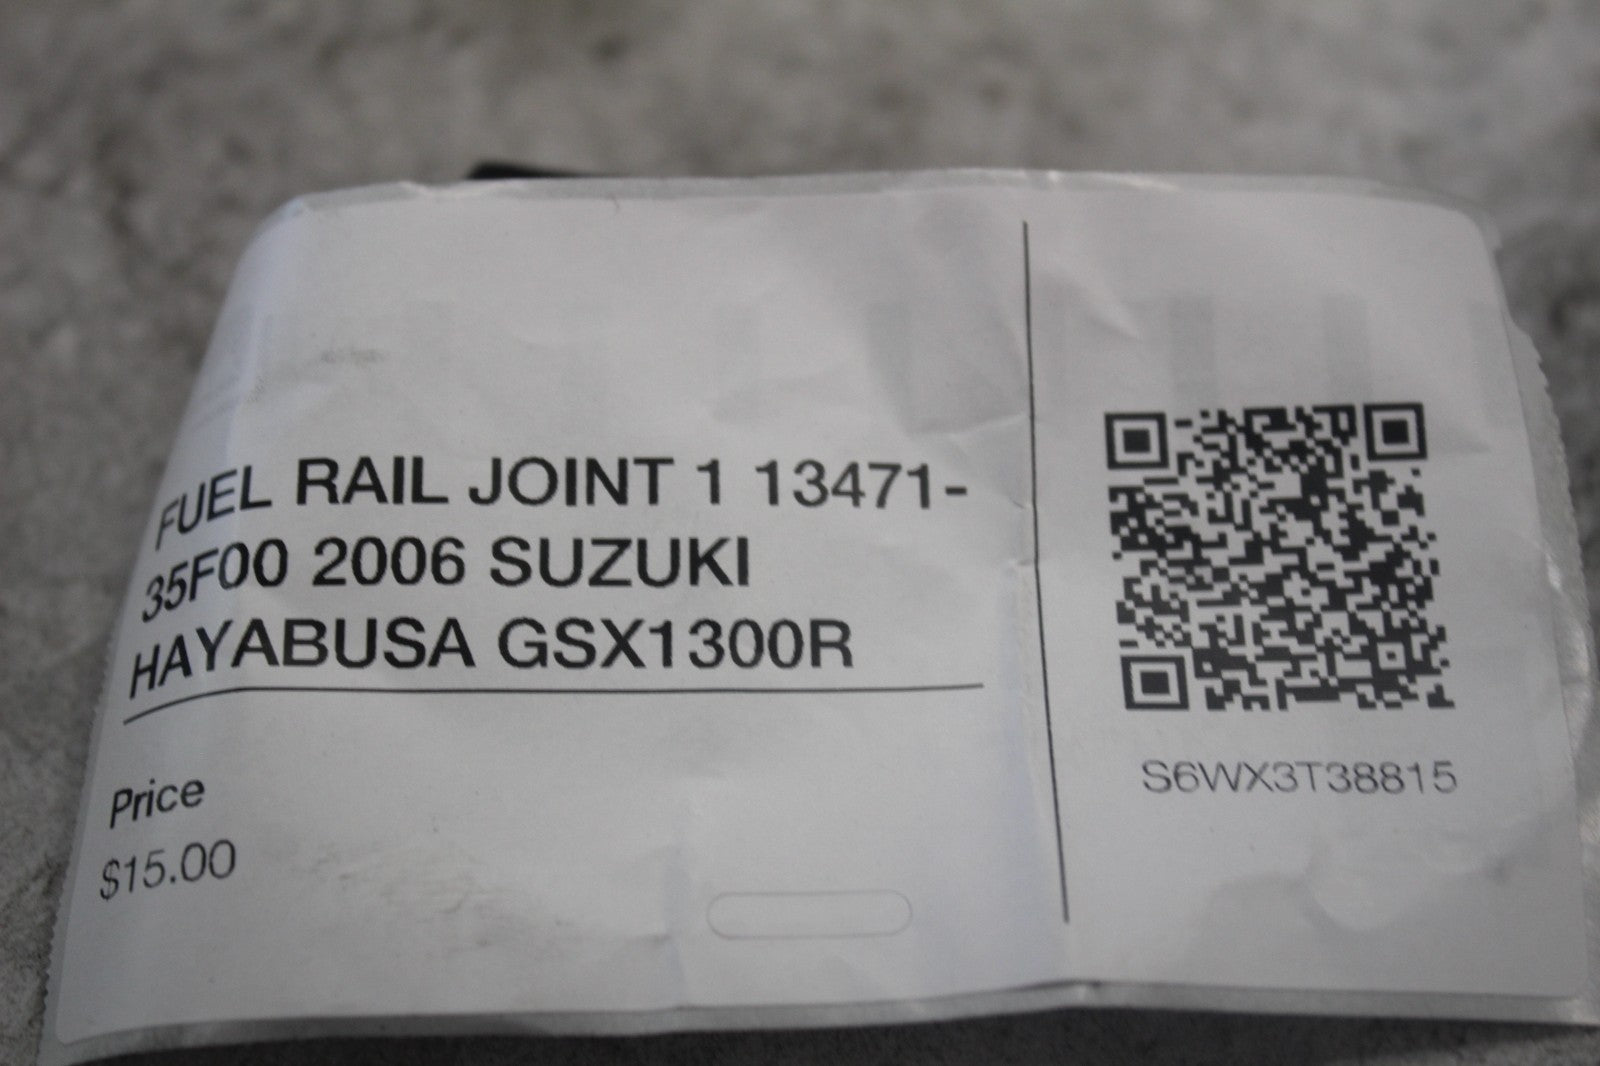 FUEL RAIL JOINT 1 13471-
35F00 2006 SUZUKI
HAYABUSA GSX1300R
Price
$15.00
S6WX3T38815